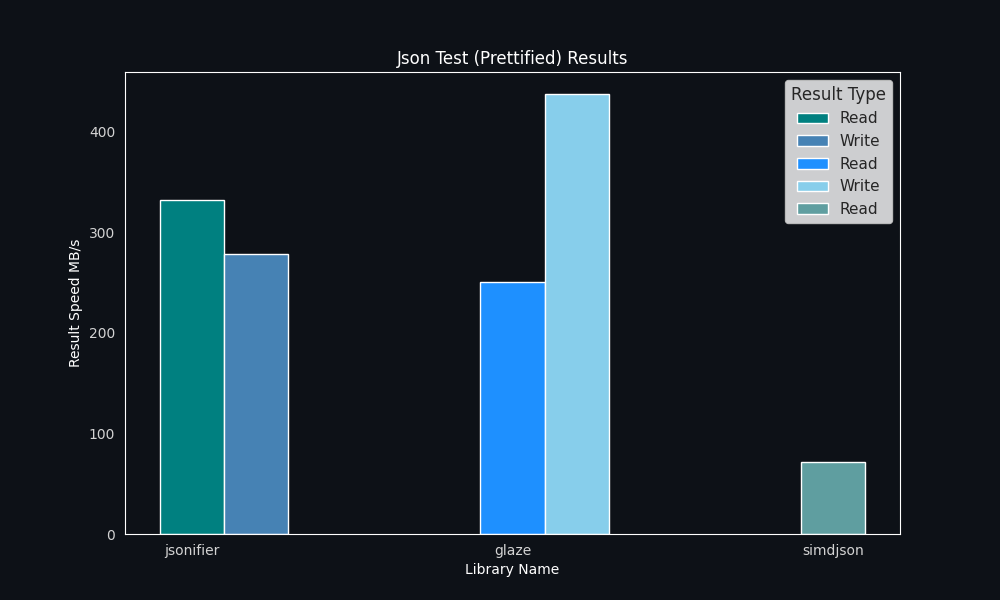 Json Test (Prettified) Results
Result Type
Read
Write
Read
Write
Read
Result Speed MB/s
400
300
200
100
0
jsonifier glaze simdjson
Library Name